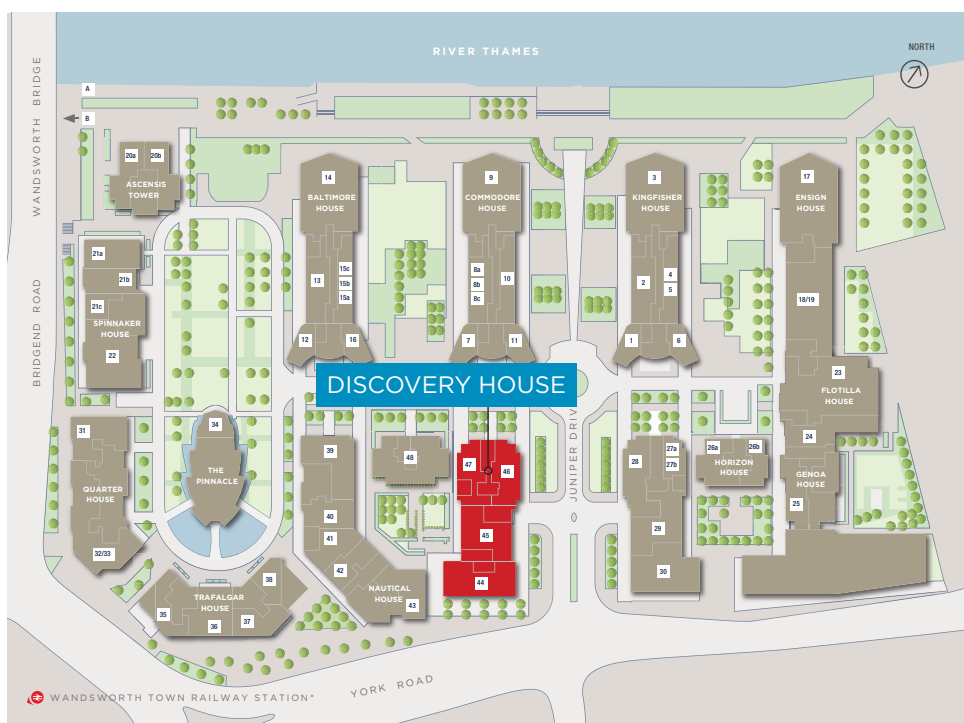 RIVER THAMES
NORTH
WANDSWORTH BRIDGE
A
B
20a
20b
ASCENSIS
TOWER
14
BALTIMORE
HOUSE
9
COMMODORE
HOUSE
3
KINGFISHER
HOUSE
17
ENSIGN
HOUSE
21a
21b
21c
SPINNAKER
HOUSE
22
BRIDGEND ROAD
13
15c
15b
15a
12
16
8a
8b
8c
10
7
11
2
4
5
1
6
18/19
23
FLOTILLA
HOUSE
24
DISCOVERY HOUSE
JUNIPER DRIVE
31
QUARTER
HOUSE
32/33
34
THE
PINNACLE
39
40
41
42
NAUTICAL
HOUSE
43
48
47
46
45
44
28
27a
27b
29
30
26a
26b
HORIZON
HOUSE
GENOA
HOUSE
25
38
TRAFALGAR
HOUSE
35
36
37
WANDSWORTH TOWN RAILWAY STATION*
YORK ROAD